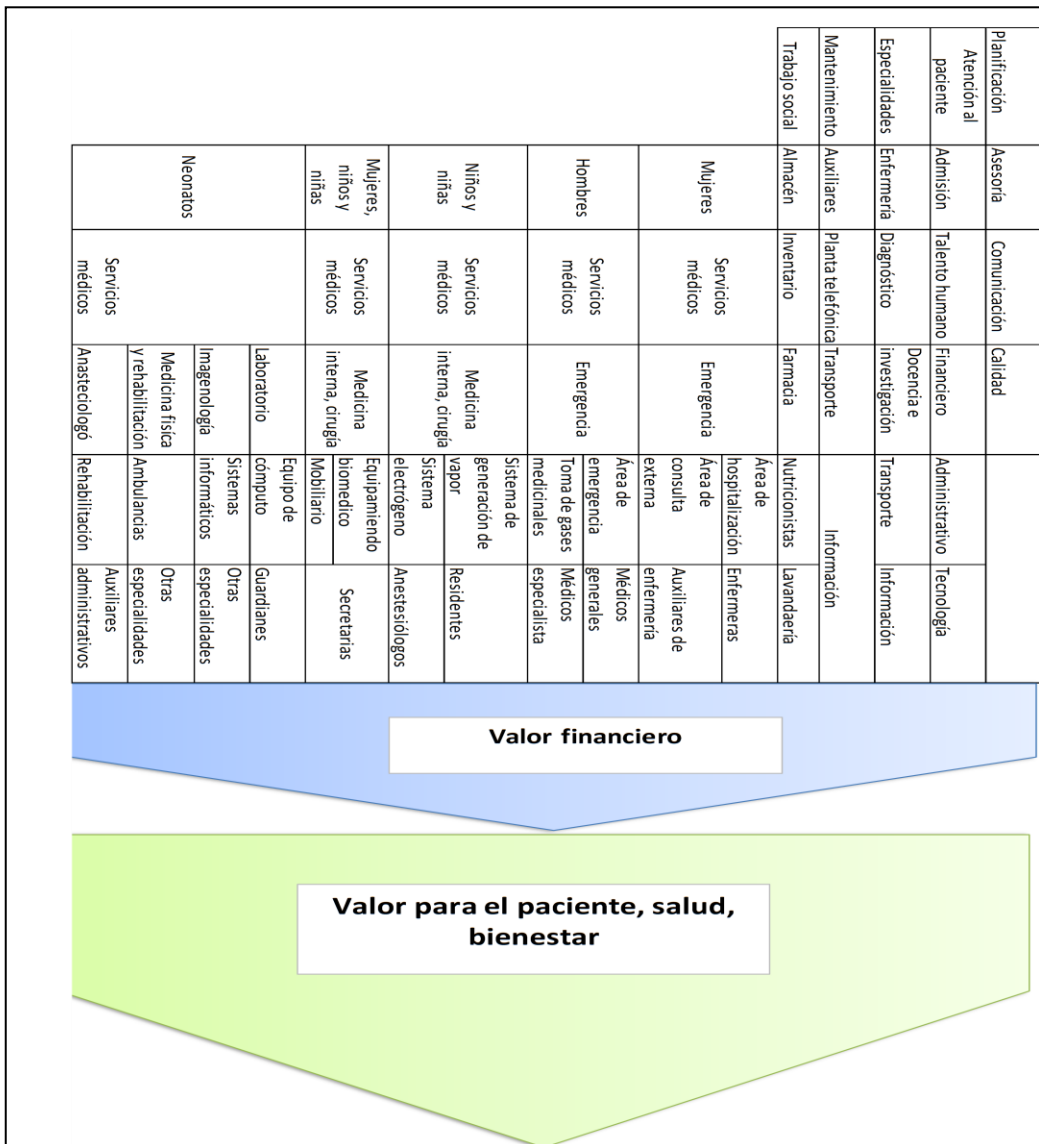 Planificación
Asesoría
Comunicación
Calidad
Atención al
paciente
Admisión
Talento humano
Financiero
Administrativo
Tecnología
Especialidades
Enfermería
Diagnóstico
Docencia e
investigación
Transporte
Información
Mantenimiento
Auxiliares
Planta telefónica
Transporte
Información
Trabajo social
Almacén
Inventario
Farmacia
Nutricionistas
Lavandaería
Mujeres
Servicios
médicos
Emergencia
Área de
hospitalización
Enfermeras
Área de
consulta
externa
Auxiliares de
enfermería
Hombres
Servicios
médicos
Emergencia
Área de
emergencia
Médicos
generales
Toma de gases
medicinales
Médicos
especialista
Niños y
niñas
Servicios
médicos
Medicina
interna, cirugía
Sistema de
generación de
vapor
Residentes
Sistema
electrógeno
Anestesiólogos
Mujeres,
niños y
niñas
Servicios
médicos
Medicina
interna, cirugía
Equipamiendo
biomedico
Mobiliario
Secretarias
Neonatos
Servicios
médicos
Laboratorio
Equipo de
cómputo
Guardianes
Imagenología
Sistemas
informáticos
Otras
especialidades
Medicina fisíca
y rehabilitación
Ambulancias
Otras
especialidades
Anasteciologó
Rehabilitación
Auxiliares
administrativos
Valor financiero
Valor para el paciente, salud,
bienestar